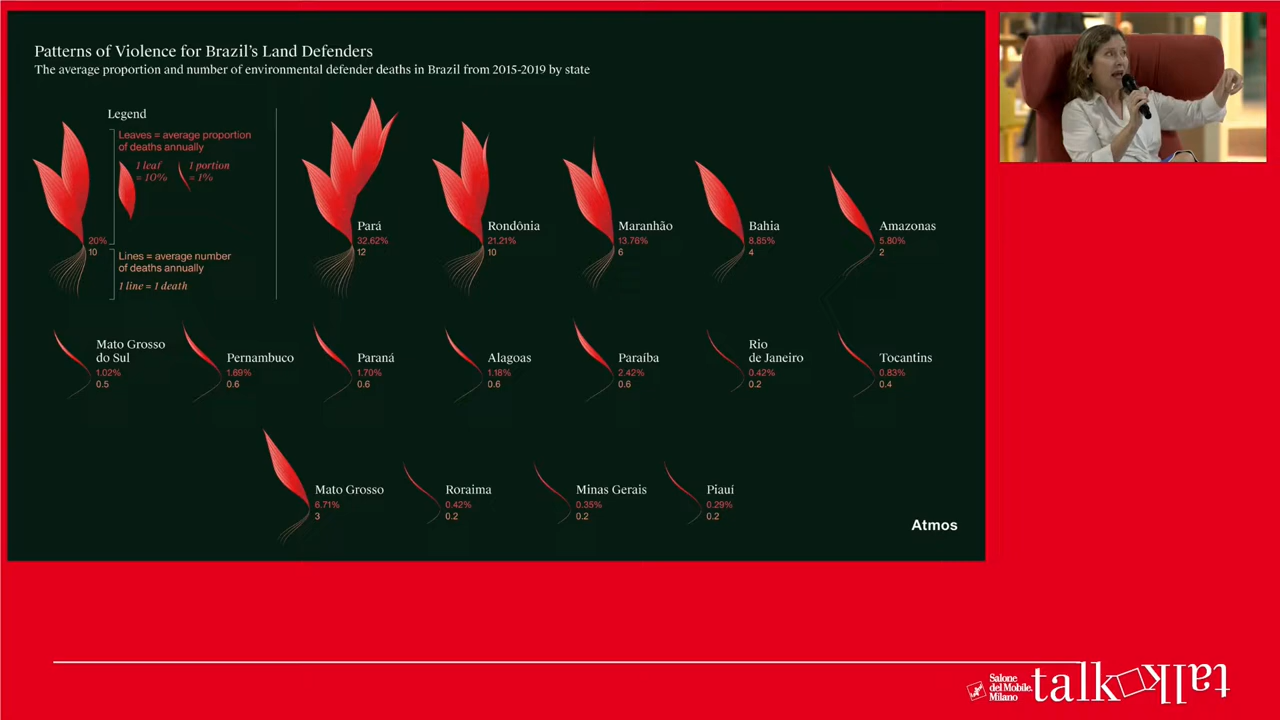 Patterns of Violence for Brazil's Land Defenders
The average proportion and number of environmental defender deaths in Brazil from 2015-2019 by state
Legend
Leaves = average proportion
of deaths annually
1 leaf
= 10%
1 portion
= 1%
20%
10
Lines = average number
of deaths annually
1 line = 1 death
Pará
32.62%
12
Rondônia
21.21%
10
Maranhão
13.76%
6
Bahia
8.85%
4
Amazonas
5.80%
2
Mato Grosso
do Sul
1.02%
0.5
Pernambuco
1.69%
0.6
Paraná
1.70%
0.6
Alagoas
1.18%
0.6
Paraíba
2.42%
0.6
Rio
de Janeiro
0.42%
0.2
Tocantins
0.83%
0.4
Mato Grosso
6.71%
3
Roraima
0.42%
0.2
Minas Gerais
0.35%
0.2
Piauí
0.29%
0.2
Atmos
Salone
del Mobile.
Milano
talk talk